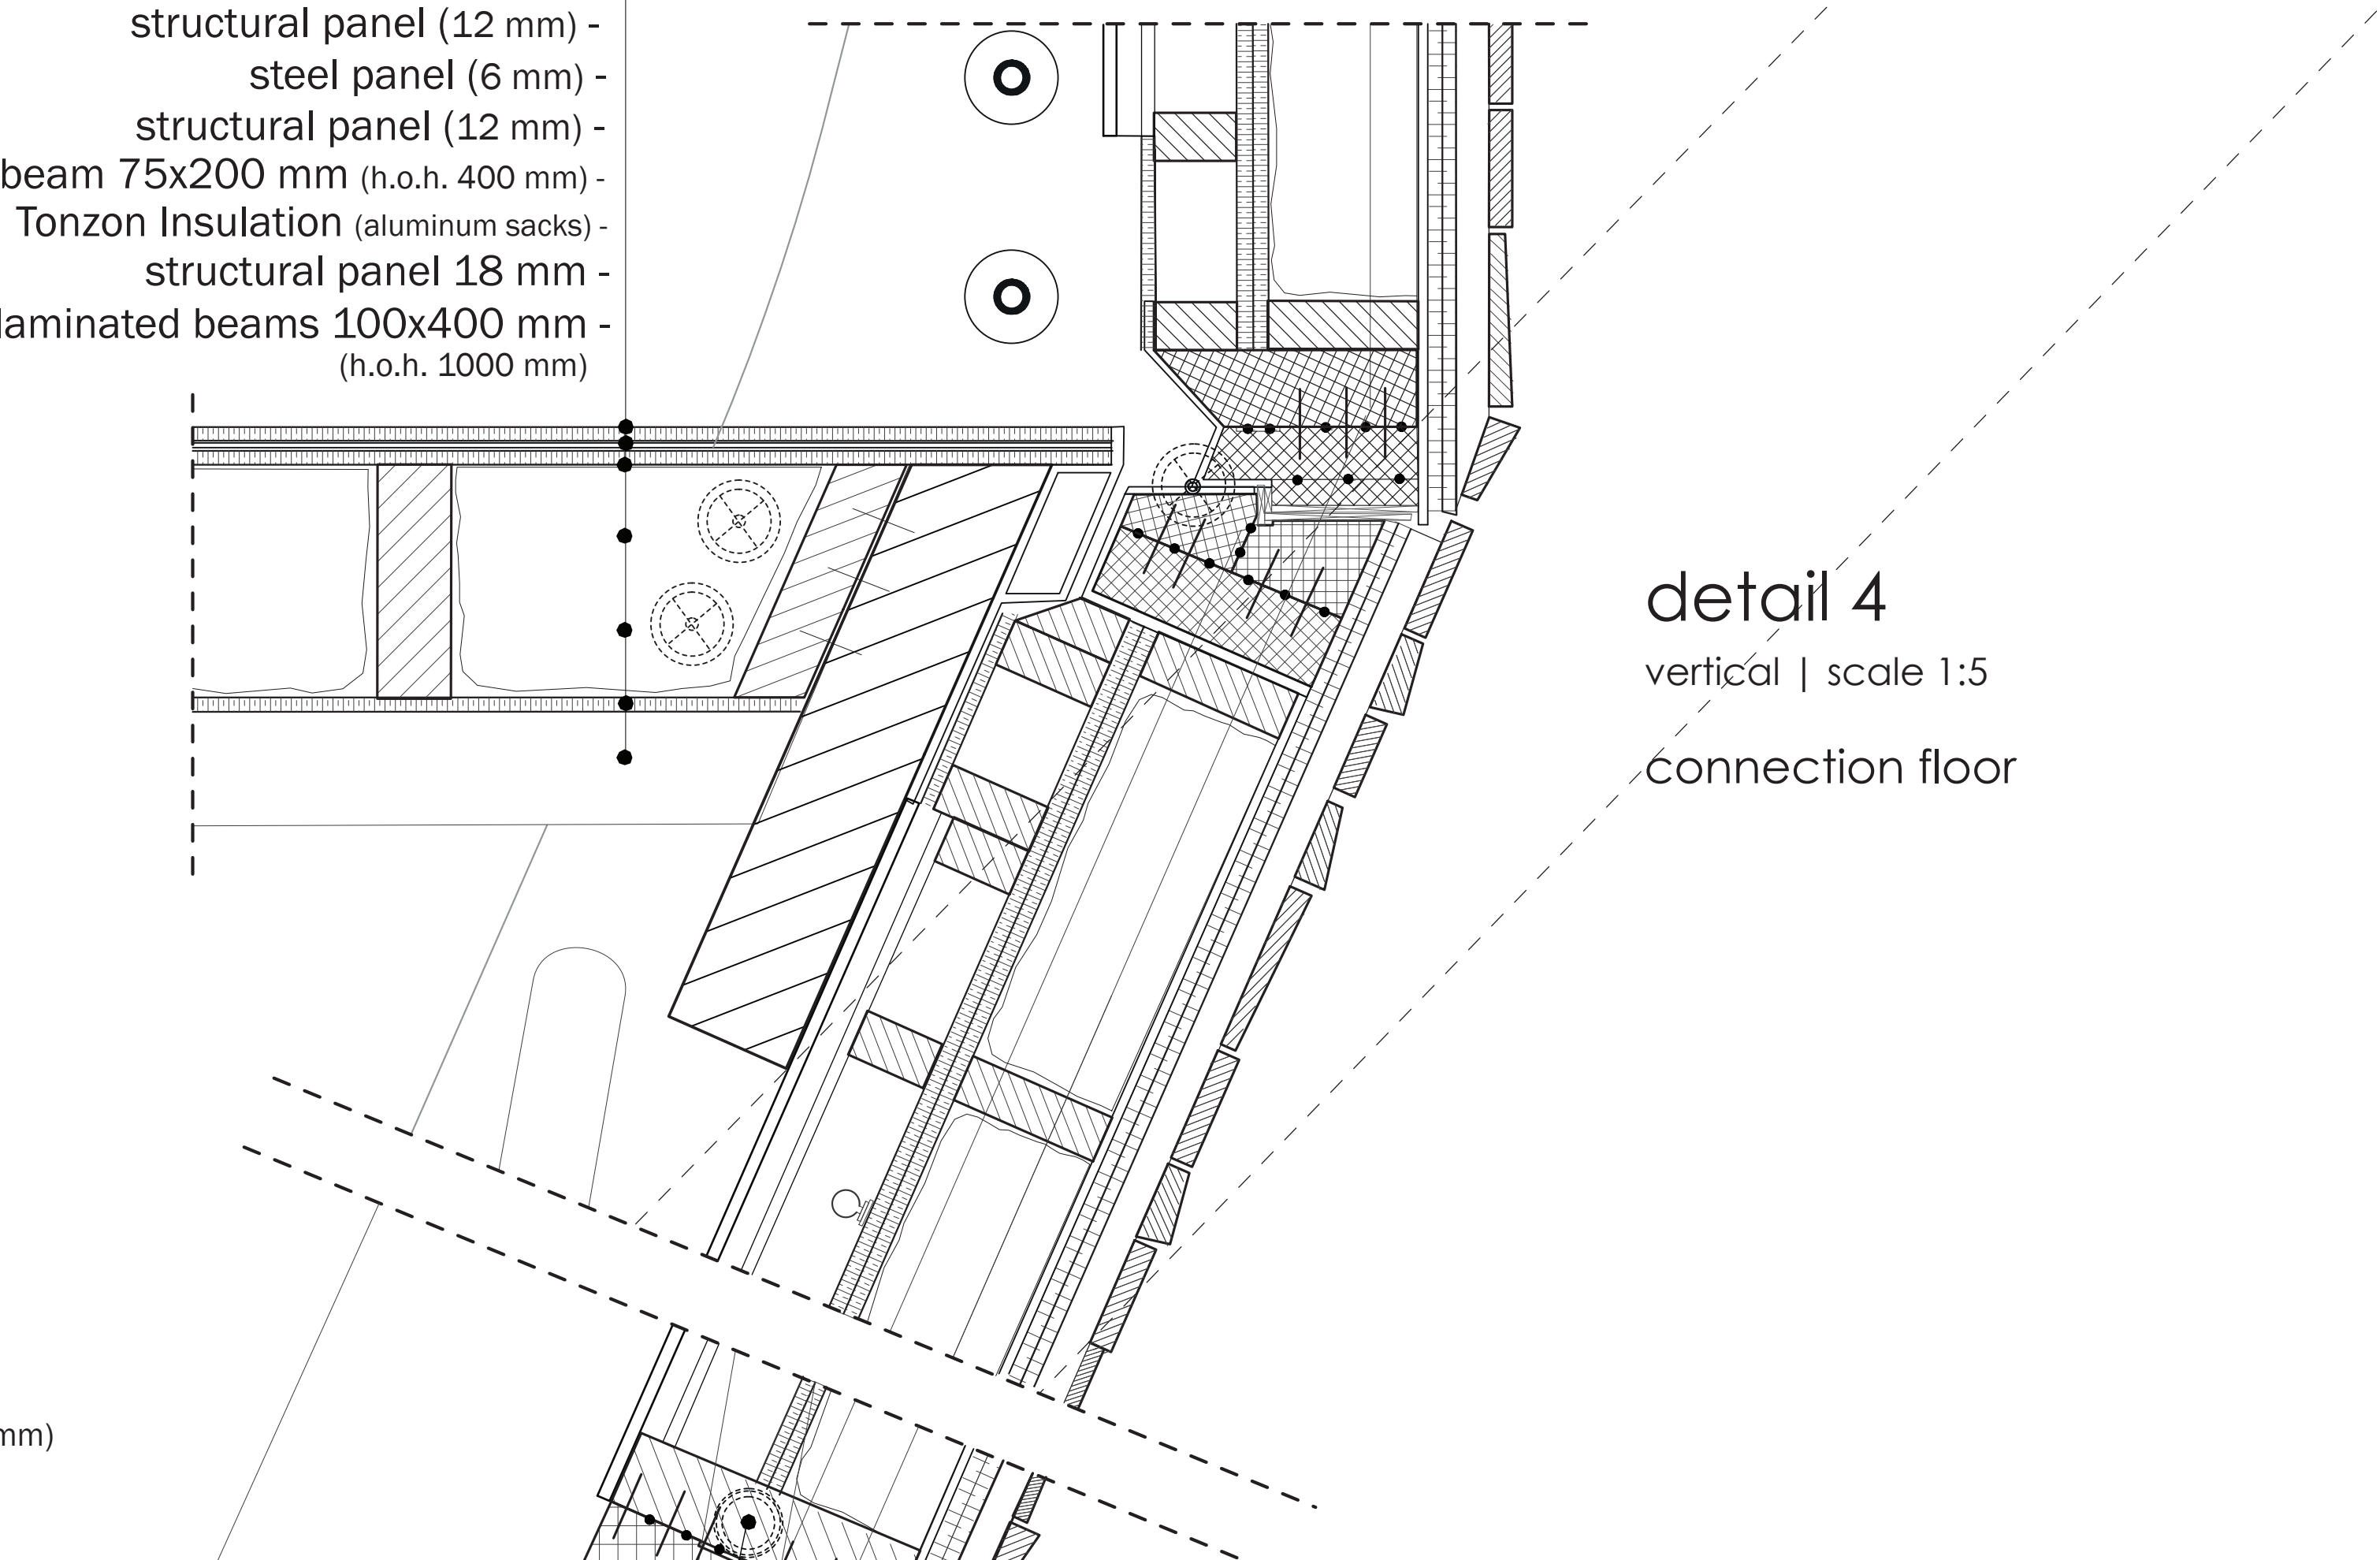 structural panel (12 mm) -
steel panel (6 mm) -
structural panel (12 mm) -
beam 75x200 mm (h.o.h. 400 mm) -
Tonzon Insulation (aluminum sacks) -
structural panel 18 mm -
laminated beams 100x400 mm -
(h.o.h. 1000 mm)
detail 4
vertical | scale 1:5
connection floor
mm)